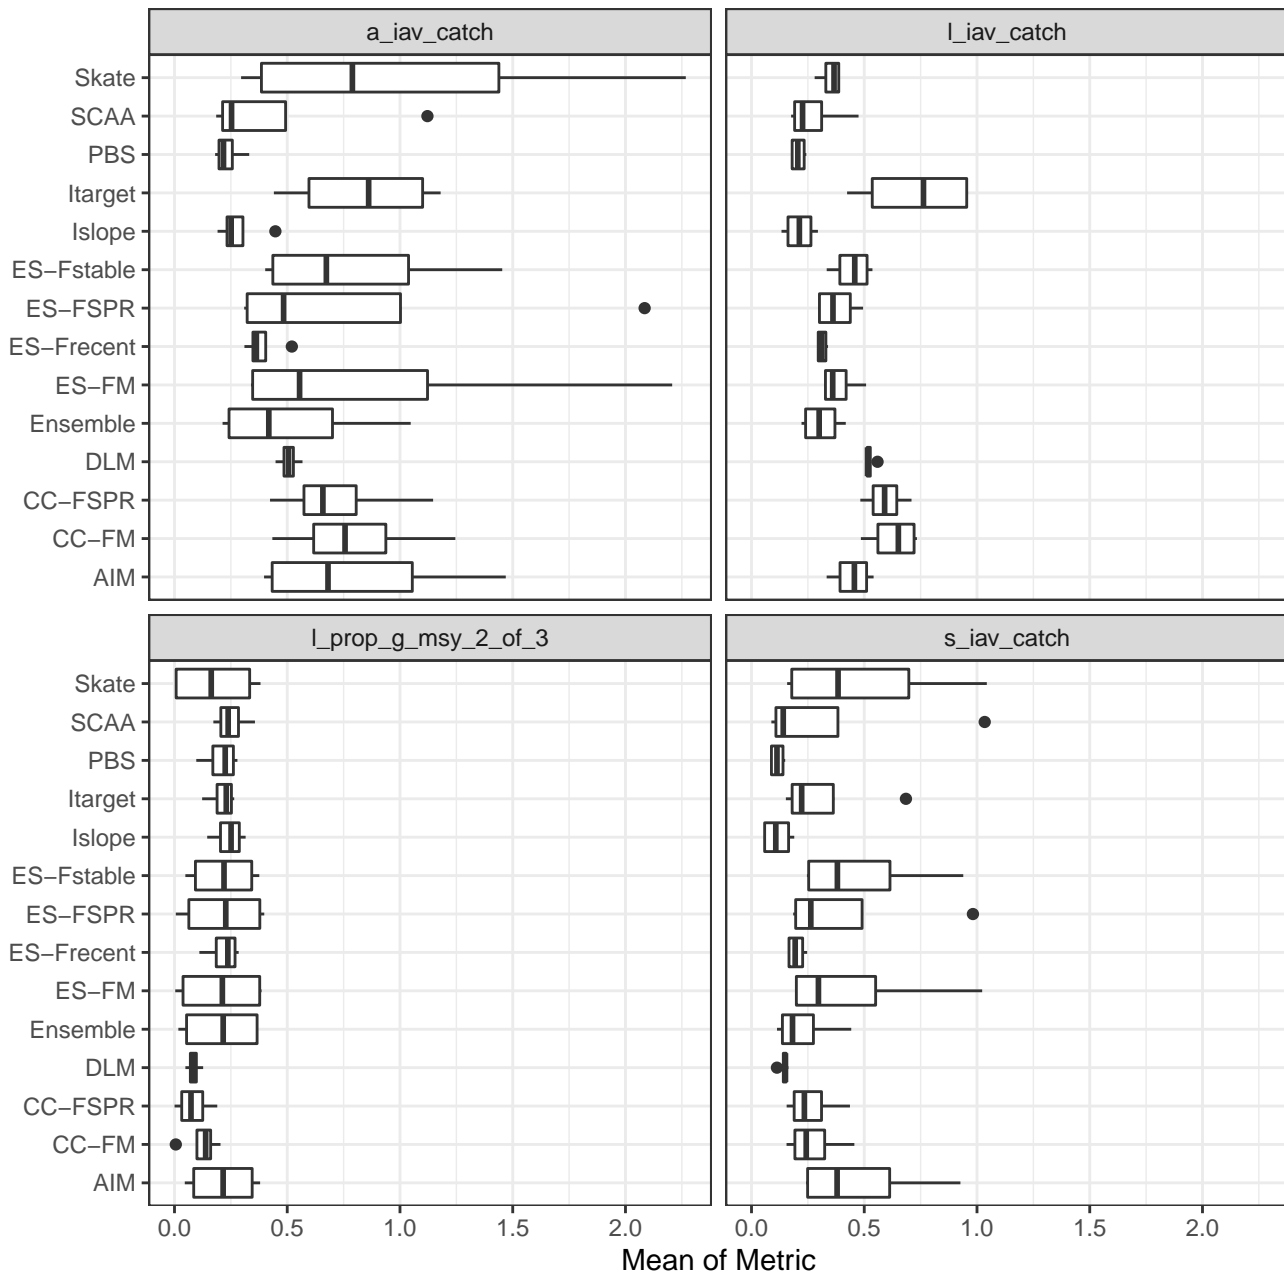 a_iav_catch
l_iav_catch
Skate
SCAA
PBS
Itarget
Islope
ES−Fstable
ES−FSPR
ES−Frecent
ES−FM
Ensemble
DLM
CC−FSPR
CC−FM
AIM
l_prop_g_msy_2_of_3
s_iav_catch
Skate
SCAA
PBS
Itarget
Islope
ES−Fstable
ES−FSPR
ES−Frecent
ES−FM
Ensemble
DLM
CC−FSPR
CC−FM
AIM
0.0 0.5 1.0 1.5 2.0
0.0 0.5 1.0 1.5 2.0
Mean of Metric